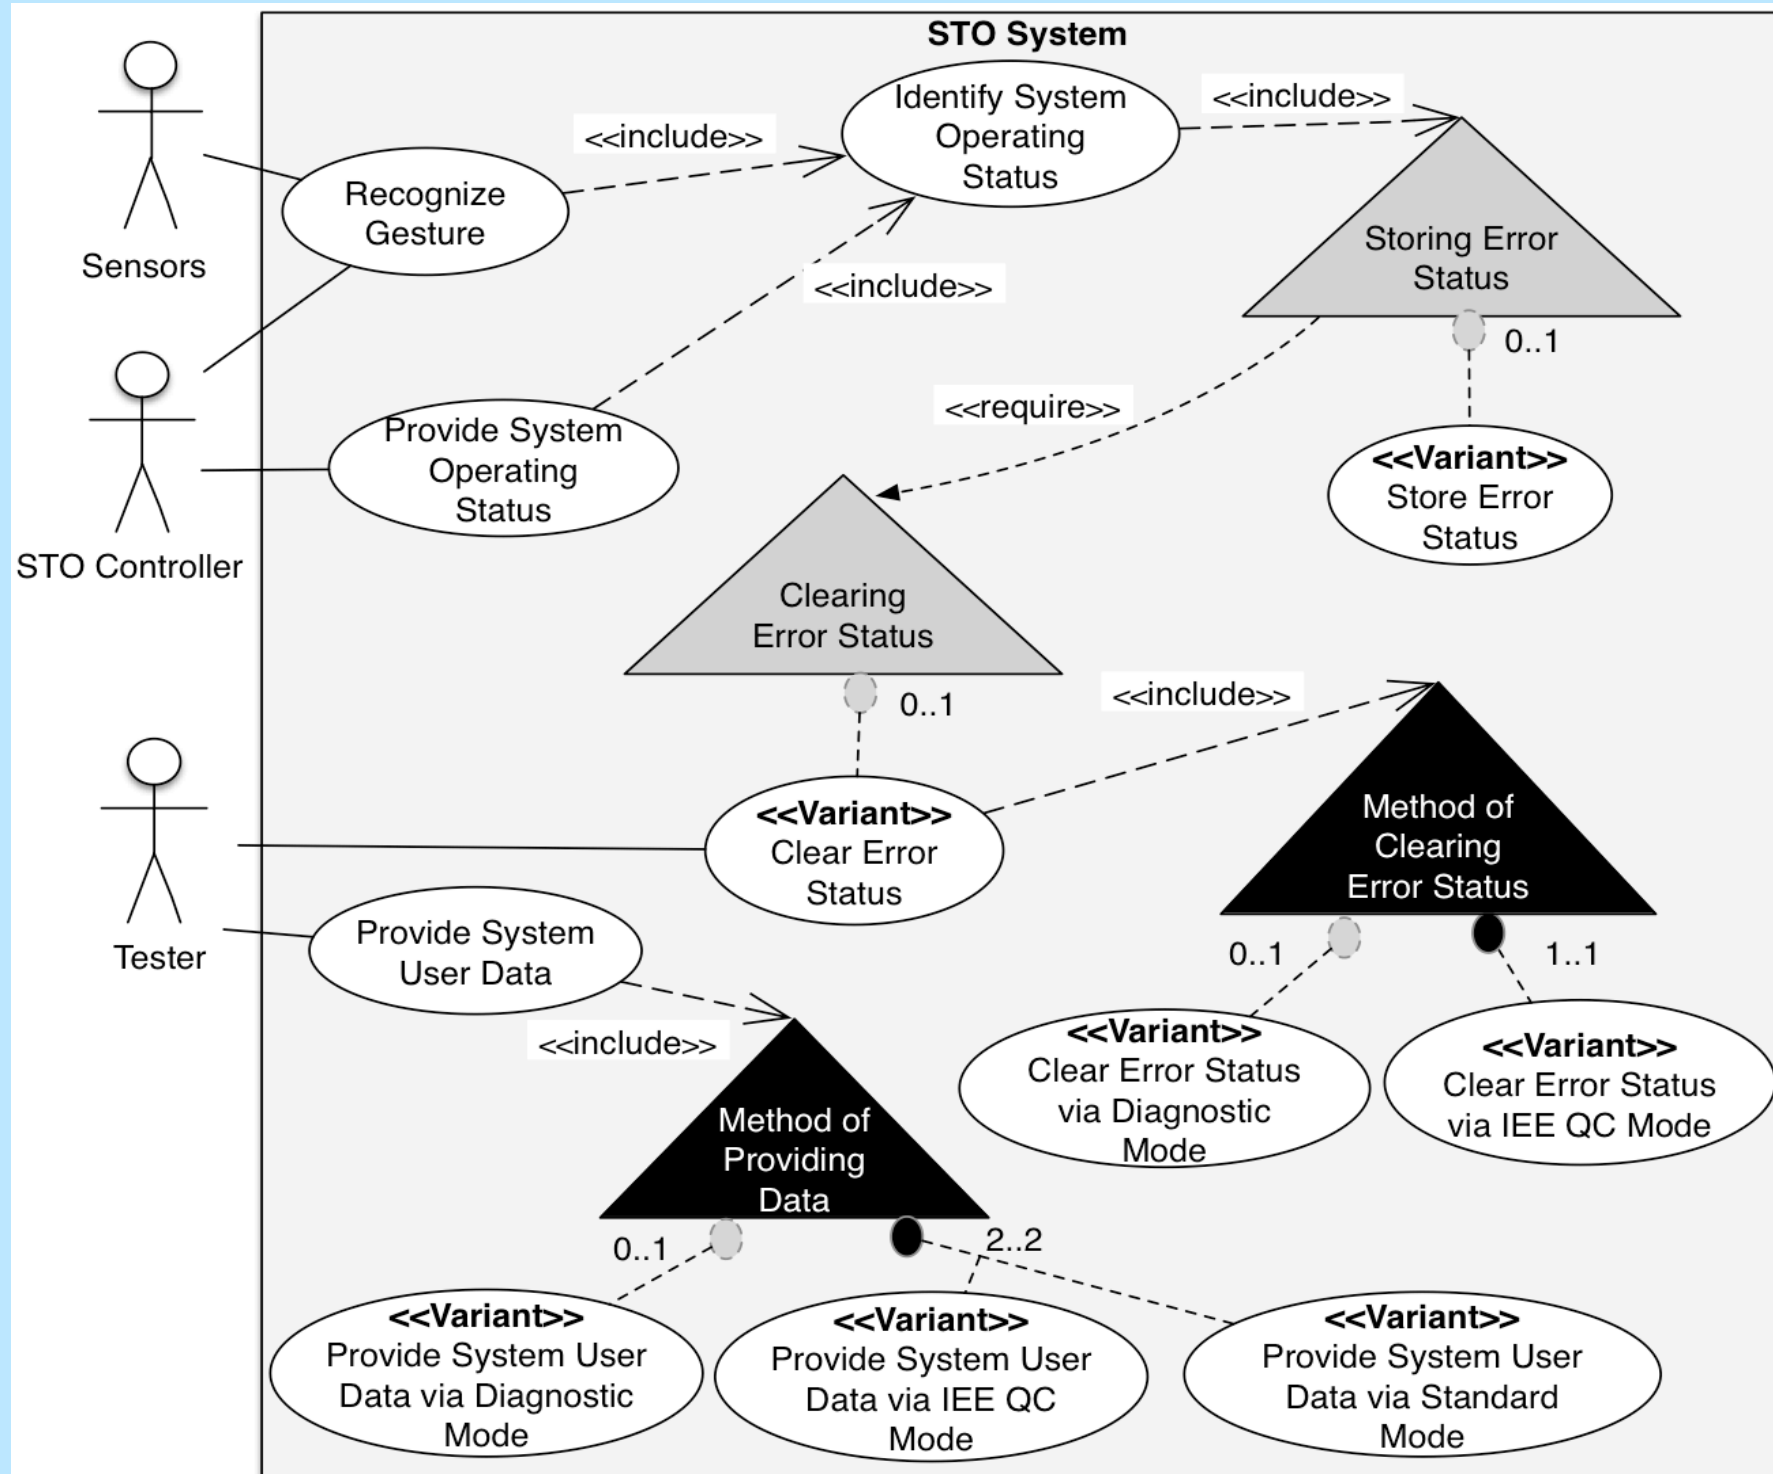 STO System
Identify System
Operating
Status
<<include>>
<<include>>
Recognize
Gesture
Sensors
Storing Error
Status
<<include>>
0..1
<<require>>
Provide System
Operating
Status
<<Variant>>
Store Error
Status
STO Controller
Clearing
Error Status
0..1
<<include>>
<<Variant>>
Clear Error
Status
Method of
Clearing
Error Status
Tester
Provide System
User Data
0..1
1..1
<<include>>
<<Variant>>
Clear Error Status
via Diagnostic
Mode
<<Variant>>
Clear Error Status
via IEE QC Mode
Method of
Providing
Data
0..1
2..2
<<Variant>>
Provide System User
Data via Diagnostic
Mode
<<Variant>>
Provide System User
Data via IEE QC
Mode
<<Variant>>
Provide System User
Data via Standard
Mode